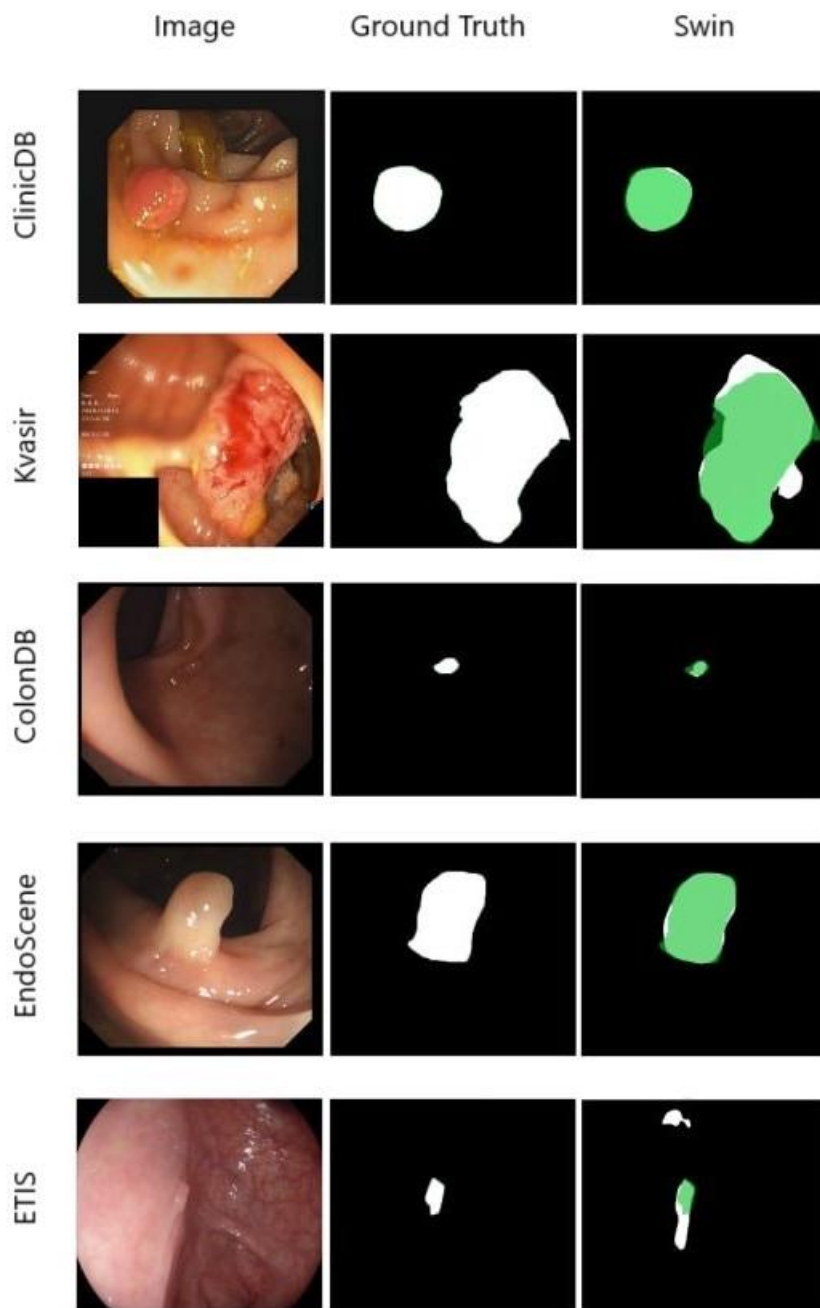 Image Ground Truth Swin
ClinicDB
Kvasir
ColonDB
EndoScene
ETIS